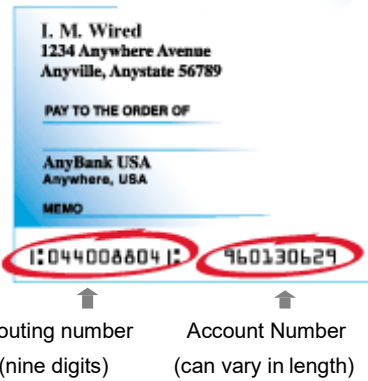 I. M. Wired
1234 Anywhere Avenue
Anyville, Anystate 56789
PAY TO THE ORDER OF
AnyBank USA
Anywhere, USA
MEMO
⑆044008804⑆ 960130629
outing number Account Number
(nine digits) (can vary in length)